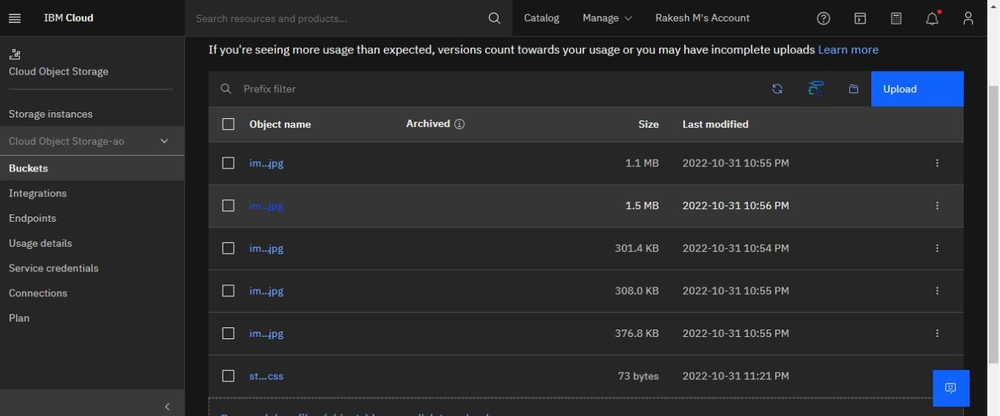 IBM Cloud
Search resources and products...
Catalog
Manage
Rakesh M's Account
Cloud Object Storage
Storage instances
Cloud Object Storage-ao
Buckets
Integrations
Endpoints
Usage details
Service credentials
Connections
Plan
If you're seeing more usage than expected, versions count towards your usage or you may have incomplete uploads Learn more
Prefix filter
Upload
Object name Archived Size Last modified
im...jpg 1.1 MB 2022-10-31 10:55 PM
im...jpg 1.5 MB 2022-10-31 10:56 PM
im...jpg 301.4 KB 2022-10-31 10:54 PM
im...jpg 308.0 KB 2022-10-31 10:55 PM
im...jpg 376.8 KB 2022-10-31 10:55 PM
st...css 73 bytes 2022-10-31 11:21 PM